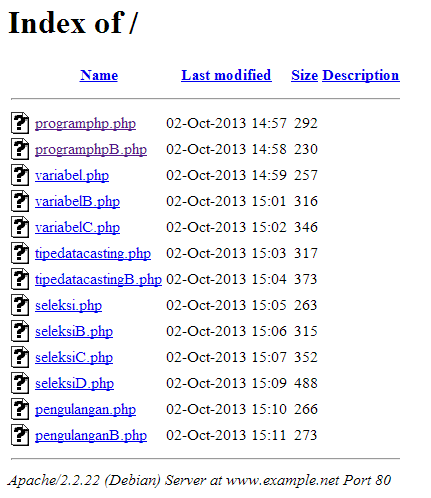 Index of /
Name Last modified Size Description
programphp.php 02-Oct-2013 14:57 292
programphpB.php 02-Oct-2013 14:58 230
variabel.php 02-Oct-2013 14:59 257
variabelB.php 02-Oct-2013 15:01 316
variabelC.php 02-Oct-2013 15:02 346
tipedatacasting.php 02-Oct-2013 15:03 317
tipedatacastingB.php 02-Oct-2013 15:04 373
seleksi.php 02-Oct-2013 15:05 263
seleksiB.php 02-Oct-2013 15:06 315
seleksiC.php 02-Oct-2013 15:07 352
seleksiD.php 02-Oct-2013 15:09 488
pengulangan.php 02-Oct-2013 15:10 266
pengulanganB.php 02-Oct-2013 15:11 273
Apache/2.2.22 (Debian) Server at www.example.net Port 80